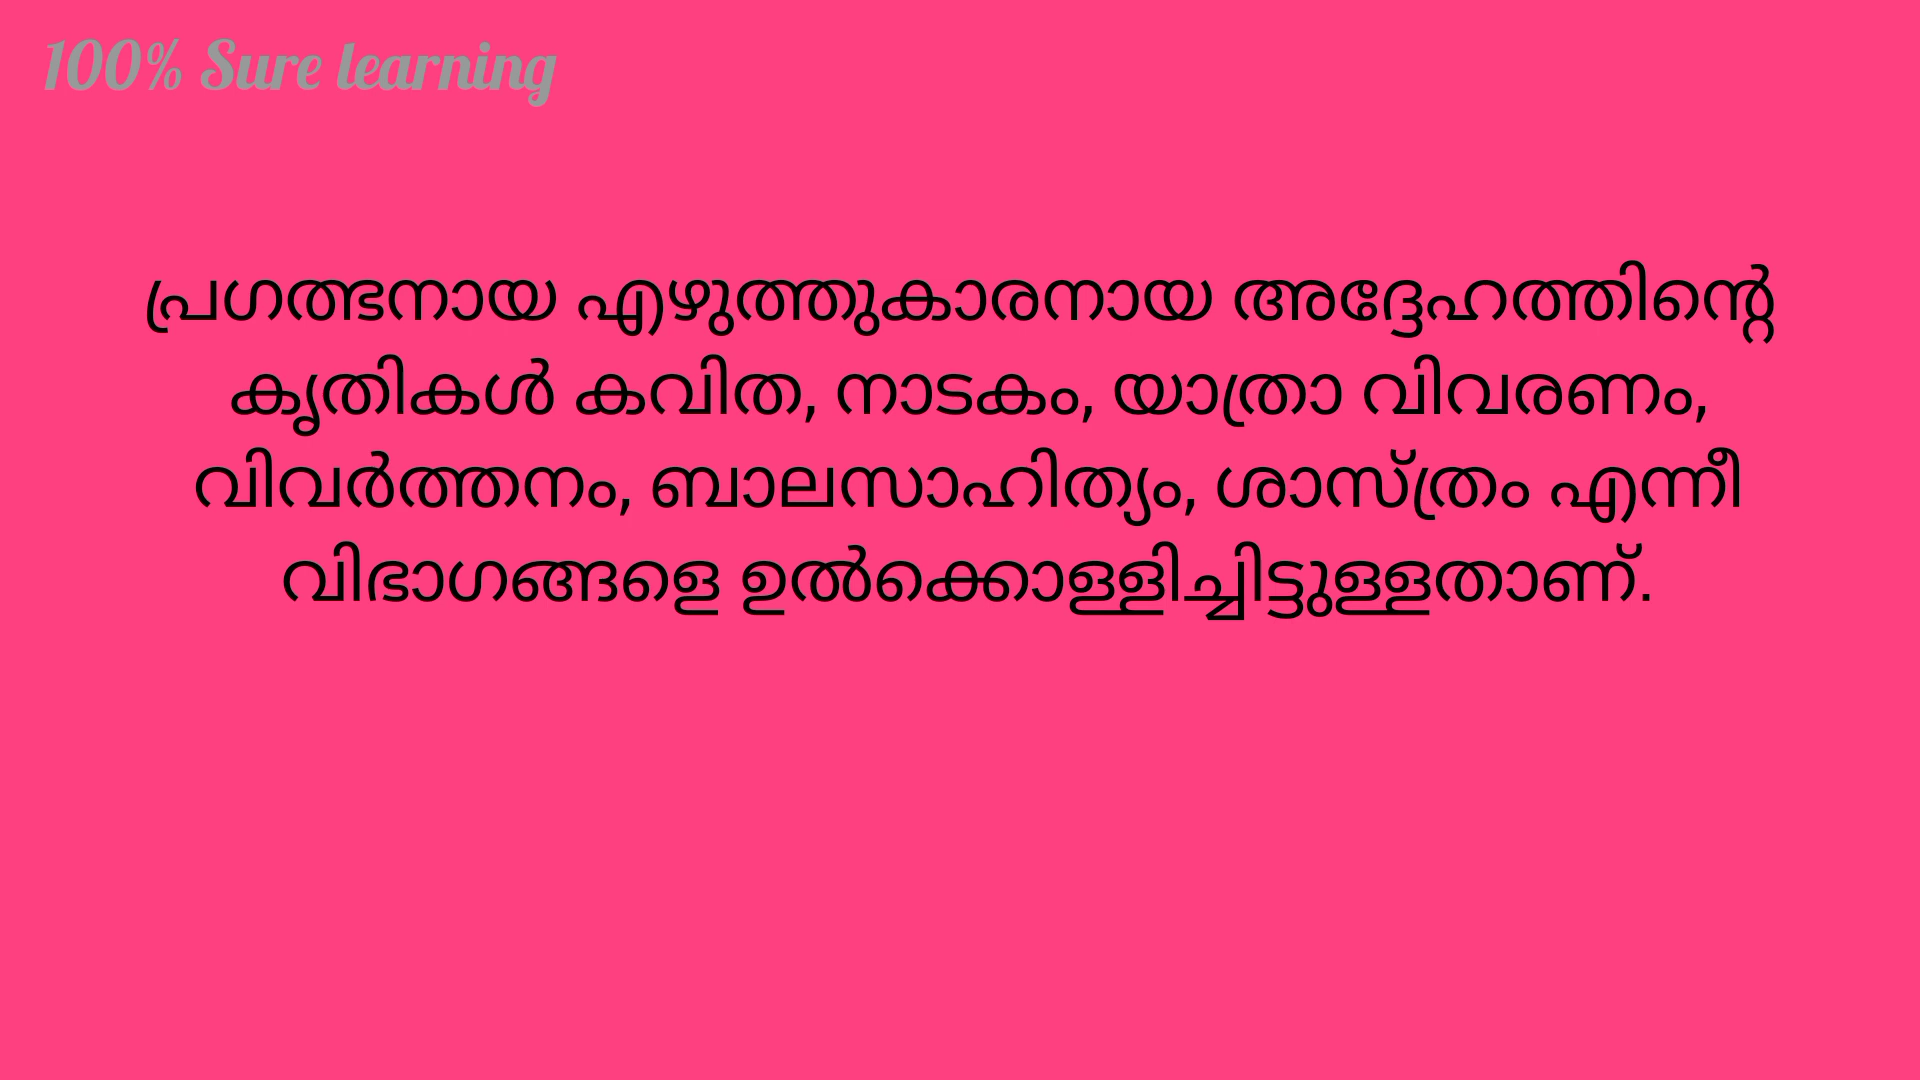 100% Sure learning
പ്രഗത്ഭനായ എഴുത്തുകാരനായ അദ്ദേഹത്തിന്റെ
കൃതികൾ കവിത, നാടകം, യാത്രാ വിവരണം,
വിവർത്തനം, ബാലസാഹിത്യം, ശാസ്ത്രം എന്നീ
വിഭാഗങ്ങളെ ഉൽക്കൊള്ളിച്ചിട്ടുള്ളതാണ്.